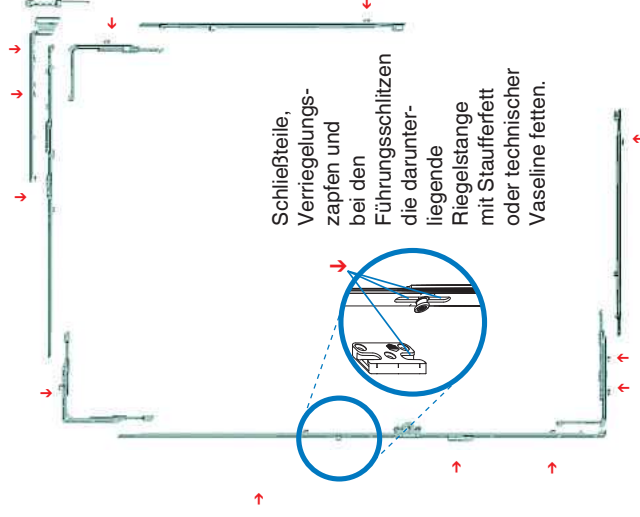 Schließteile,
Verriegelungs-
zapfen und
bei den
Führungsschlitzen
die darunter-
liegende
Riegelstange
mit Staufferfett
oder technischer
Vaseline fetten.